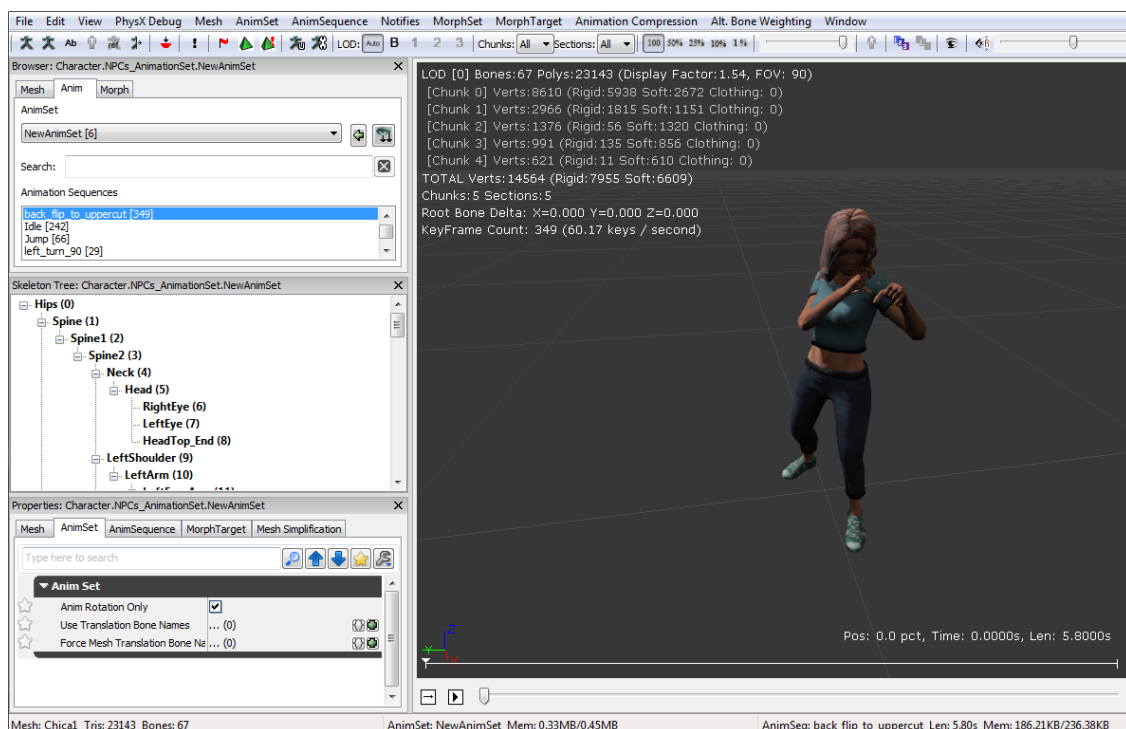 File Edit View PhysX Debug Mesh AnimSet AnimSequence Notifies MorphSet MorphTarget Animation Compression Alt. Bone Weighting Window
Ab LOD: Auto B 1 2 3 Chunks: All Sections: All 100 50% 25% 10% 1%
Browser: Character.NPCs_AnimationSet.NewAnimSet X
Mesh Anim Morph
AnimSet
NewAnimSet [6]
Search:
Animation Sequences
back_flip_to_uppercut [349]
Idle [242]
Jump [66]
left_turn_90 [29]
Skeleton Tree: Character.NPCs_AnimationSet.NewAnimSet X
Hips (0)
Spine (1)
Spine1 (2)
Spine2 (3)
Neck (4)
Head (5)
RightEye (6)
LeftEye (7)
HeadTop_End (8)
LeftShoulder (9)
LeftArm (10)
Properties: Character.NPCs_AnimationSet.NewAnimSet X
Mesh AnimSet AnimSequence MorphTarget Mesh Simplification
Type here to search
Anim Set
Anim Rotation Only
Use Translation Bone Names ... (0)
Force Mesh Translation Bone Na ... (0)
LOD [0] Bones:67 Polys:23143 (Display Factor:1.54, FOV: 90)
[Chunk 0] Verts:8610 (Rigid:5938 Soft:2672 Clothing: 0)
[Chunk 1] Verts:2966 (Rigid:1815 Soft:1151 Clothing: 0)
[Chunk 2] Verts:1376 (Rigid:56 Soft:1320 Clothing: 0)
[Chunk 3] Verts:991 (Rigid:135 Soft:856 Clothing: 0)
[Chunk 4] Verts:621 (Rigid:11 Soft:610 Clothing: 0)
TOTAL Verts:14564 (Rigid:7955 Soft:6609)
Chunks:5 Sections:5
Root Bone Delta: X=0.000 Y=0.000 Z=0.000
KeyFrame Count: 349 (60.17 keys / second)
Z
Y
X
Pos: 0.0 pct, Time: 0.0000s, Len: 5.8000s
Mesh: Chica1 Tris: 23143 Bones: 67 AnimSet: NewAnimSet Mem: 0.33MB/0.45MB AnimSeq: back_flip_to_uppercut Len: 5.80s Mem: 186.21KB/236.38KB